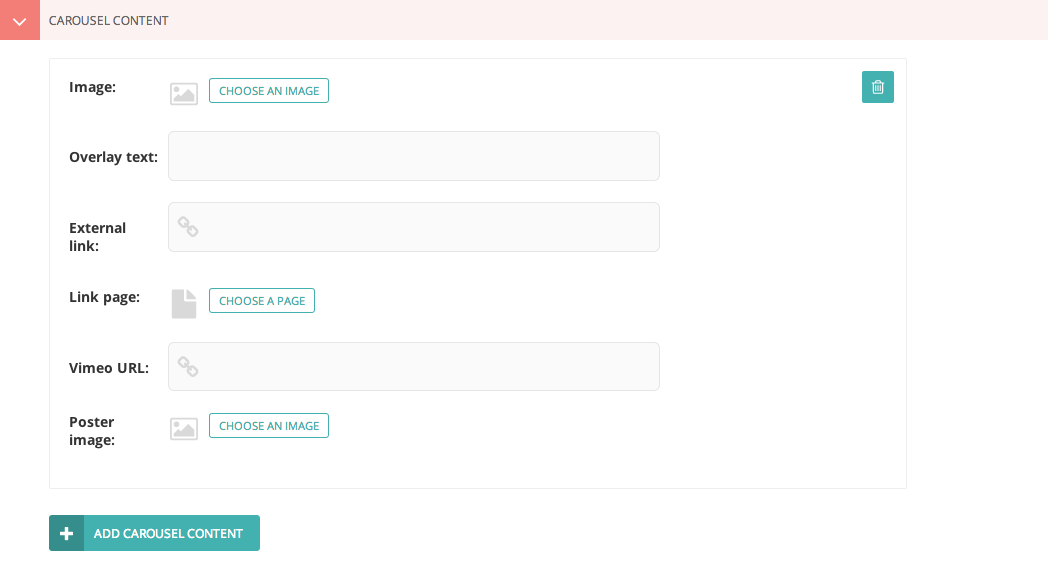 CAROUSEL CONTENT
Image:
CHOOSE AN IMAGE
Overlay text:
External
link:
Link page:
CHOOSE A PAGE
Vimeo URL:
Poster
image:
CHOOSE AN IMAGE
ADD CAROUSEL CONTENT